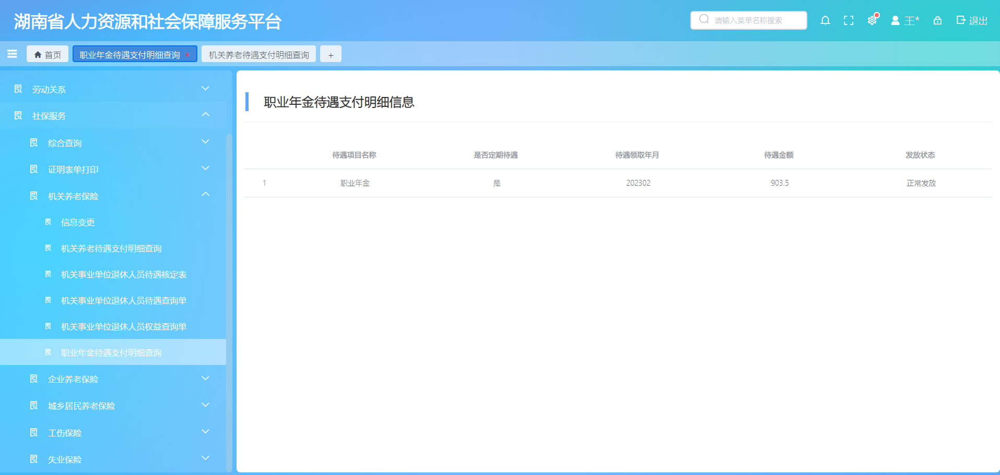 湖南省人力资源和社会保障服务平台
请输入菜单名称搜索
王*
退出
首页
职业年金待遇支付明细查询 ×
机关养老待遇支付明细查询
+
劳动关系
社保服务
综合查询
证明表单打印
机关养老保险
信息变更
机关养老待遇支付明细查询
机关事业单位退休人员待遇核定表
机关事业单位退休人员待遇查询单
机关事业单位退休人员权益查询单
职业年金待遇支付明细查询
企业养老保险
城乡居民养老保险
工伤保险
失业保险
职业年金待遇支付明细信息
待遇项目名称 是否定期待遇 待遇领取年月 待遇金额 发放状态
1 职业年金 是 202302 903.5 正常发放